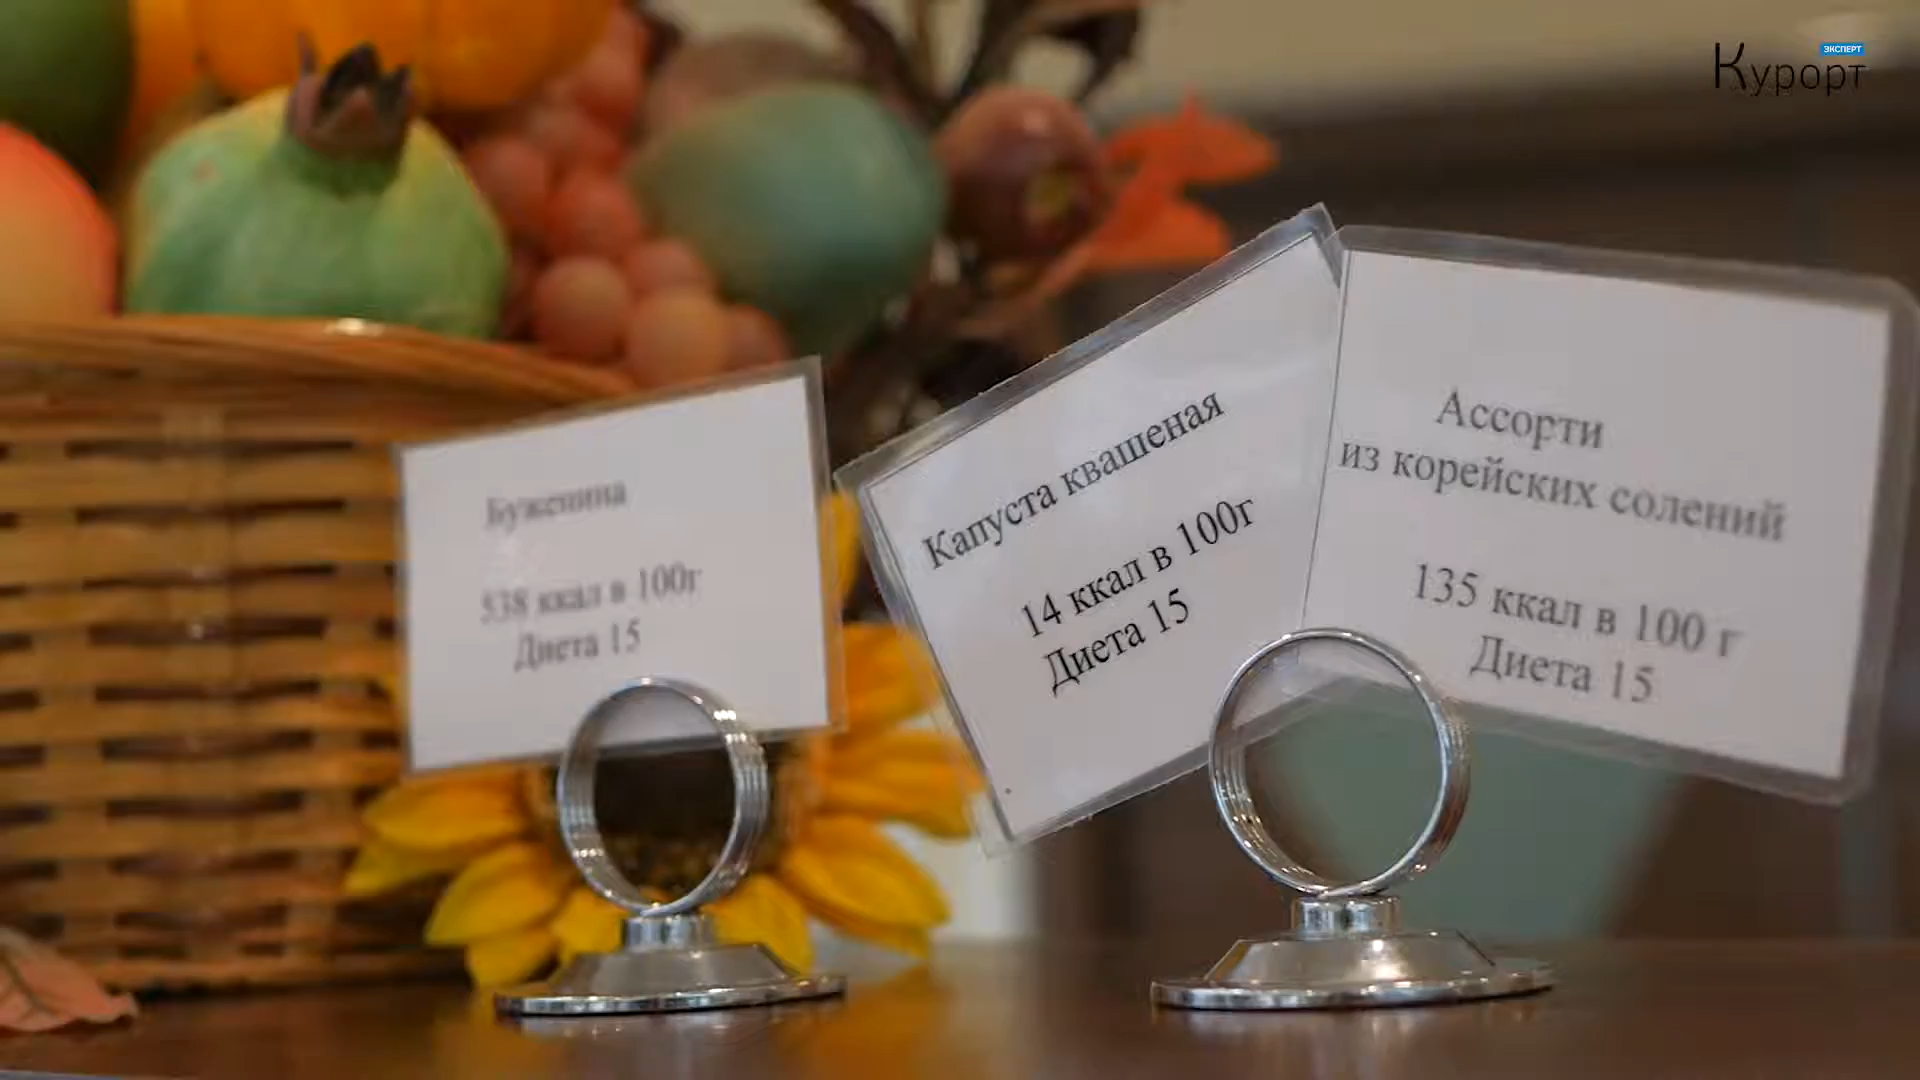 ЭКСПЕРТ
Курорт
Буженина
538 ккал в 100г
Диета 15
Капуста квашеная
14 ккал в 100г
Диета 15
Ассорти
из корейских солений
135 ккал в 100 г
Диета 15